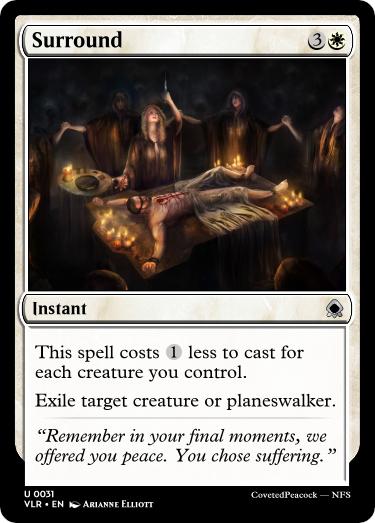 Surround 3
Instant
This spell costs 1 less to cast for
each creature you control.
Exile target creature or planeswalker.
“Remember in your final moments, we
offered you peace. You chose suffering.”
U 0031
VLR • EN ARIANNE ELLIOTT CovetedPeacock — NFS